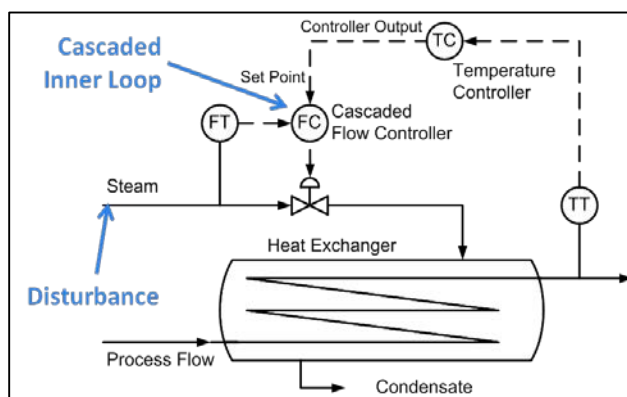 Cascaded
Inner Loop
Controller Output
TC
Set Point
Temperature
Controller
FT
FC
Cascaded
Flow Controller
Steam
TT
Heat Exchanger
Disturbance
Process Flow
Condensate